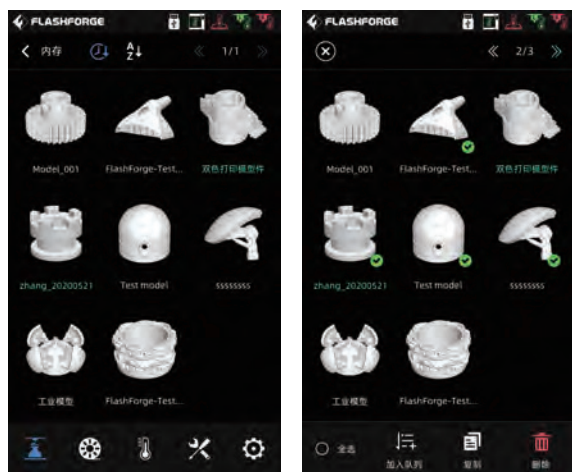 FLASHFORGE
内存
A
Z
1/1
Model_001
FlashForge-Test...
双色打印模型件
zhang_20200521
Test model
ssssssss
工业模型
FlashForge-Test...
FLASHFORGE
2/3
Model_001
FlashForge-Test...
双色打印模型件
zhang_20200521
Test model
ssssssss
工业模型
FlashForge-Test...
全选
加入队列
复制
删除